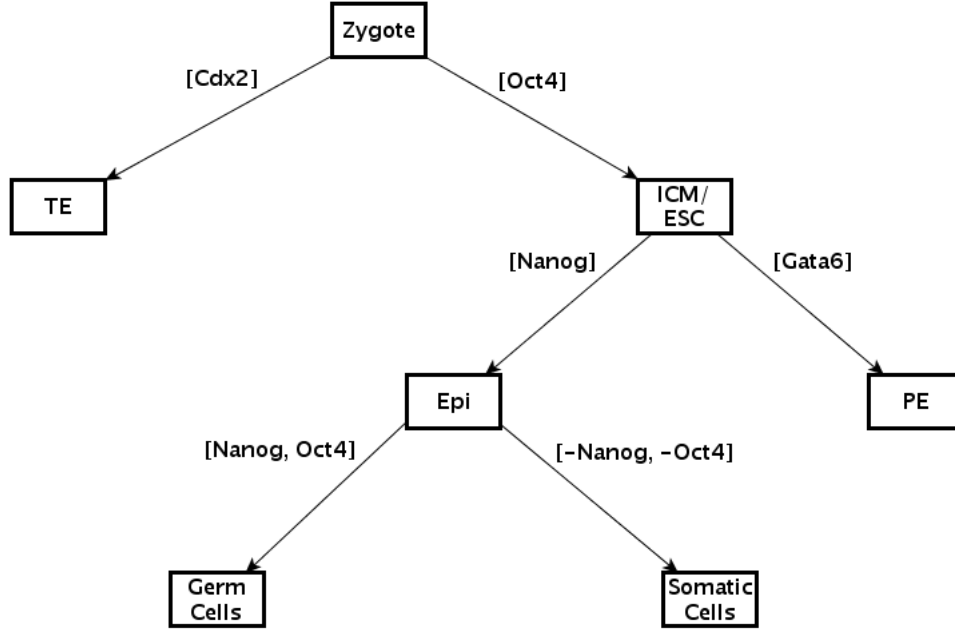 Zygote
[Cdx2]
[Oct4]
TE
ICM/
ESC
[Nanog]
[Gata6]
Epi
PE
[Nanog, Oct4]
[-Nanog, -Oct4]
Germ
Cells
Somatic
Cells